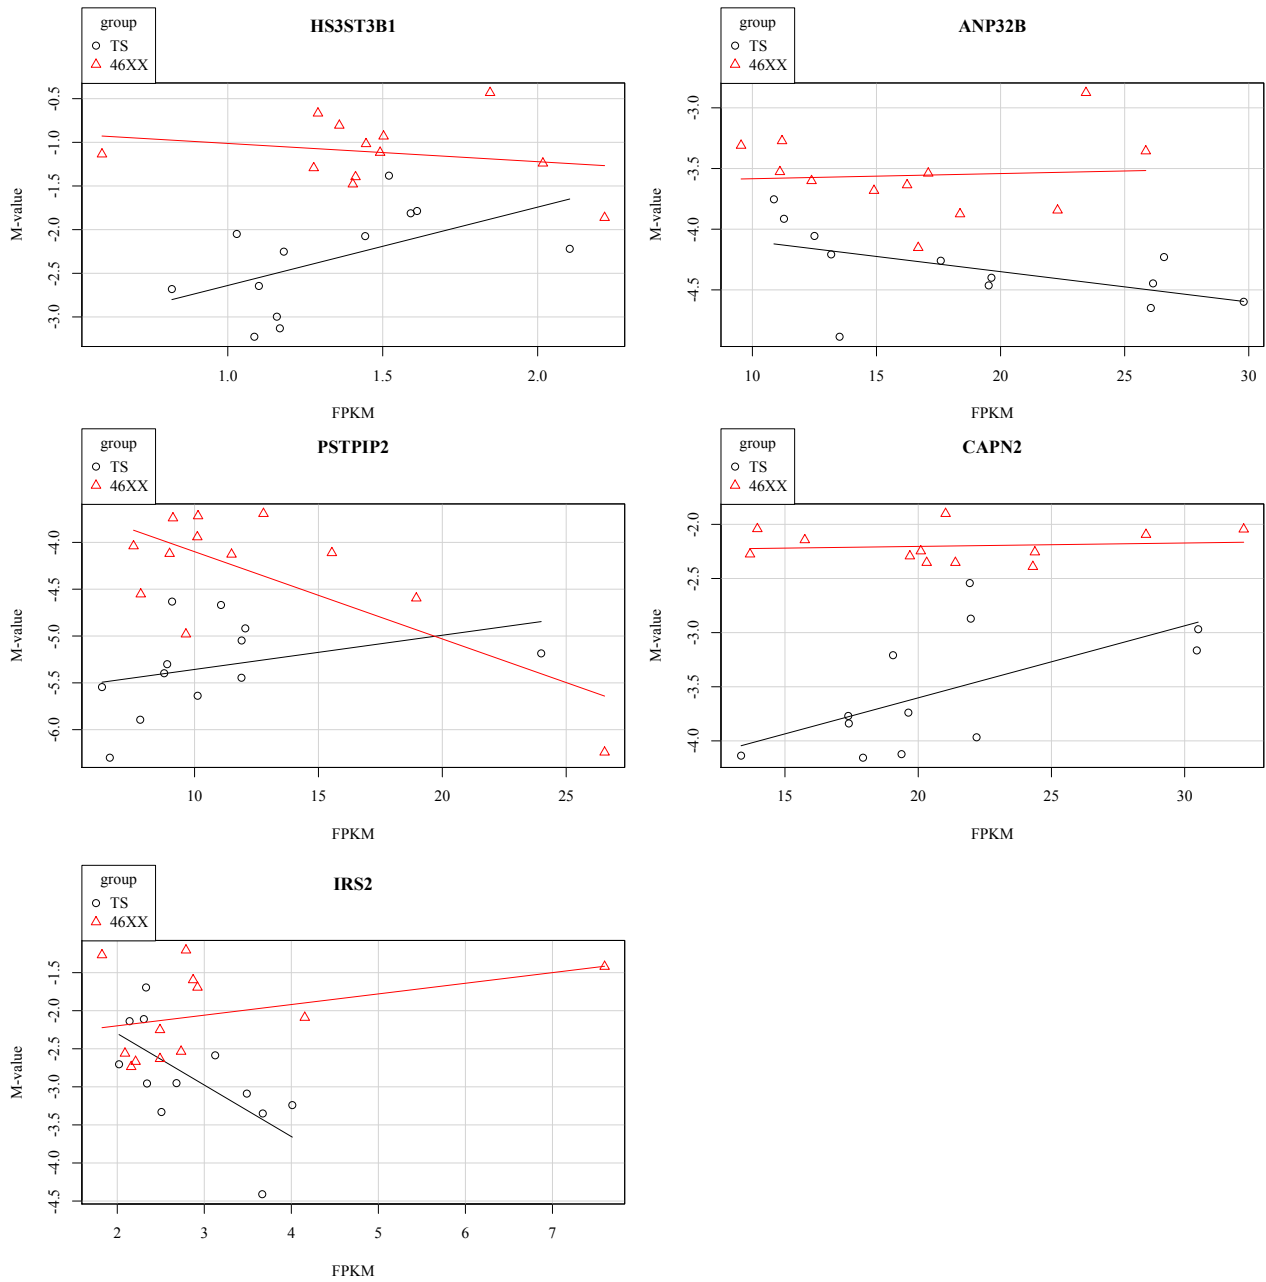 group
TS
46XX
HS3ST3B1
M-value
-0.5
-1.0
-1.5
-2.0
-2.5
-3.0
1.0 1.5 2.0
FPKM
group
TS
46XX
ANP32B
M-value
-3.0
-3.5
-4.0
-4.5
10 15 20 25 30
FPKM
group
TS
46XX
PSTPIP2
M-value
-4.0
-4.5
-5.0
-5.5
-6.0
10 15 20 25
FPKM
group
TS
46XX
CAPN2
M-value
-2.0
-2.5
-3.0
-3.5
-4.0
15 20 25 30
FPKM
group
TS
46XX
IRS2
M-value
-1.5
-2.0
-2.5
-3.0
-3.5
-4.0
-4.5
2 3 4 5 6 7
FPKM